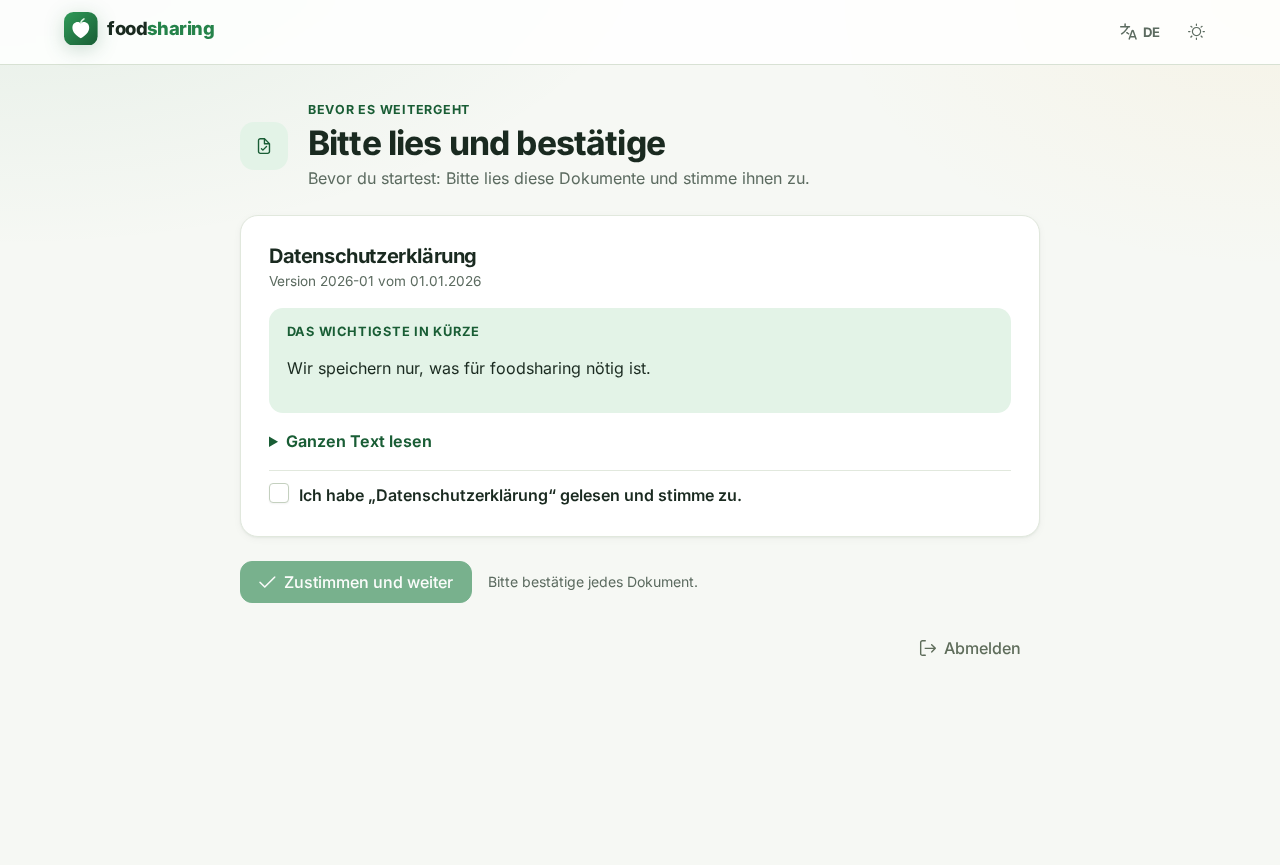 foodsharing
DE
BEVOR ES WEITERGEHT
Bitte lies und bestätige
Bevor du startest: Bitte lies diese Dokumente und stimme ihnen zu.
Datenschutzerklärung
Version 2026-01 vom 01.01.2026
DAS WICHTIGSTE IN KÜRZE
Wir speichern nur, was für foodsharing nötig ist.
Ganzen Text lesen
Ich habe „Datenschutzerklärung“ gelesen und stimme zu.
Zustimmen und weiter
Bitte bestätige jedes Dokument.
Abmelden